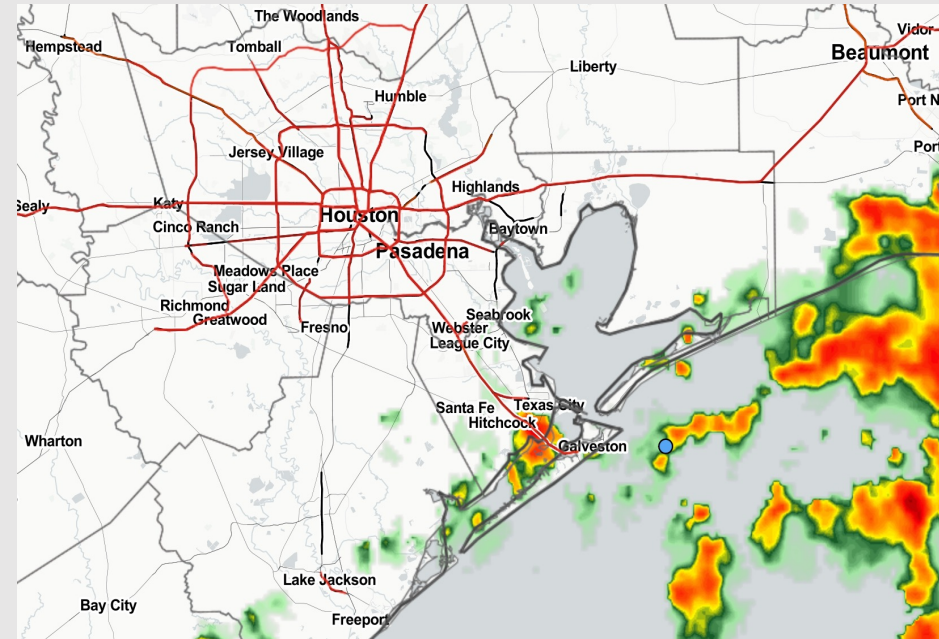 The Woodlands
Vidor
Hempstead
Tomball
Beaumont
Liberty
Humble
Port N
Port
Jersey Village
Highlands
Sealy
Katy
Houston
Cinco Ranch
Baytown
Pasadena
Meadows Place
Sugar Land
Richmond
Greatwood
Seabrook
Fresno
Webster
League City
Texas City
Santa Fe
Hitchcock
Wharton
Galveston
Lake Jackson
Bay City
Freeport